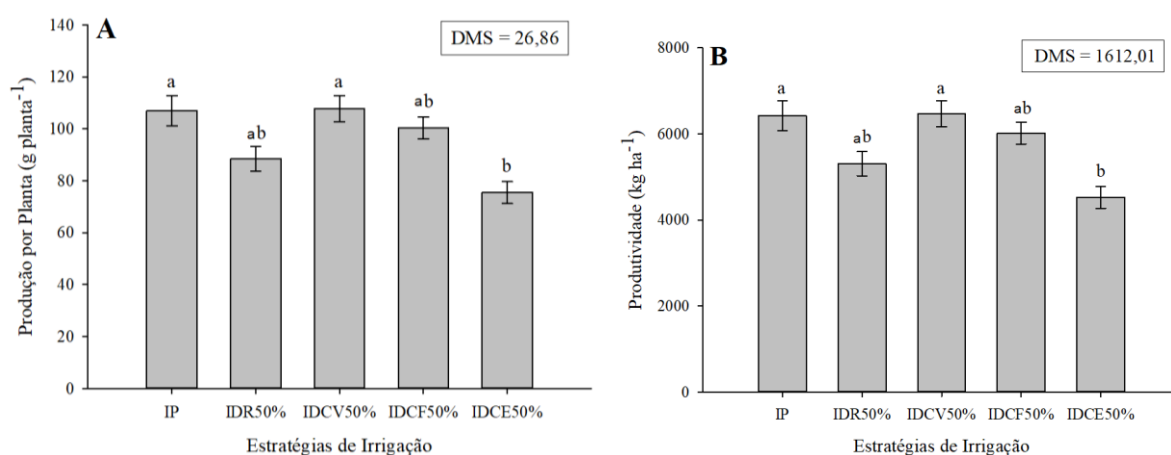 A
DMS = 26,86
Produção por Planta (g planta⁻¹)
140
120
100
80
60
40
20
0
a
ab
a
ab
b
IP IDR50% IDCV50% IDCF50% IDCE50%
Estratégias de Irrigação
B
DMS = 1612,01
Produtividade (kg ha⁻¹)
8000
6000
4000
2000
0
a
ab
a
ab
b
IP IDR50% IDCV50% IDCF50% IDCE50%
Estratégias de Irrigação